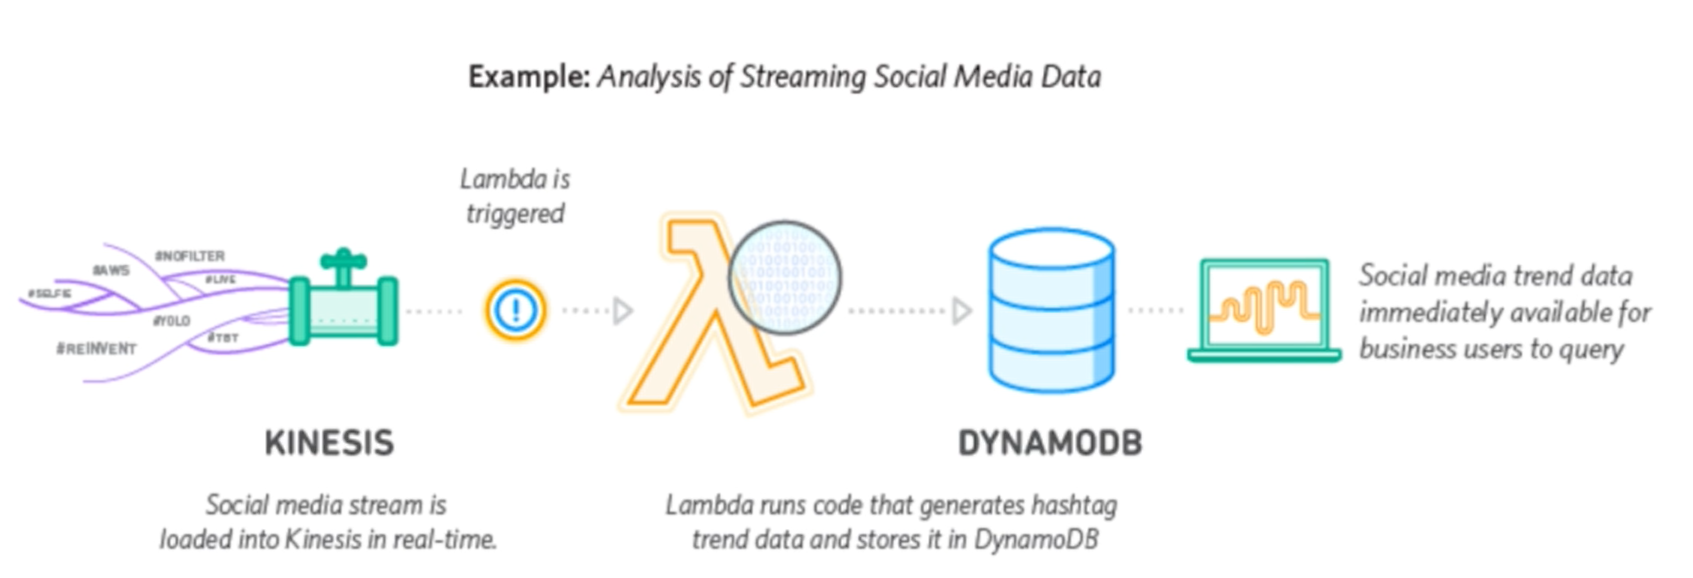 Example: Analysis of Streaming Social Media Data
Lambda is
triggered
#NOFILTER
#AWS
#LIVE
#SELFIE
#YOLO
#TBT
#REINVENT
Social media trend data
immediately available for
business users to query
KINESIS
DYNAMODB
Social media stream is
loaded into Kinesis in real-time.
Lambda runs code that generates hashtag
trend data and stores it in DynamoDB